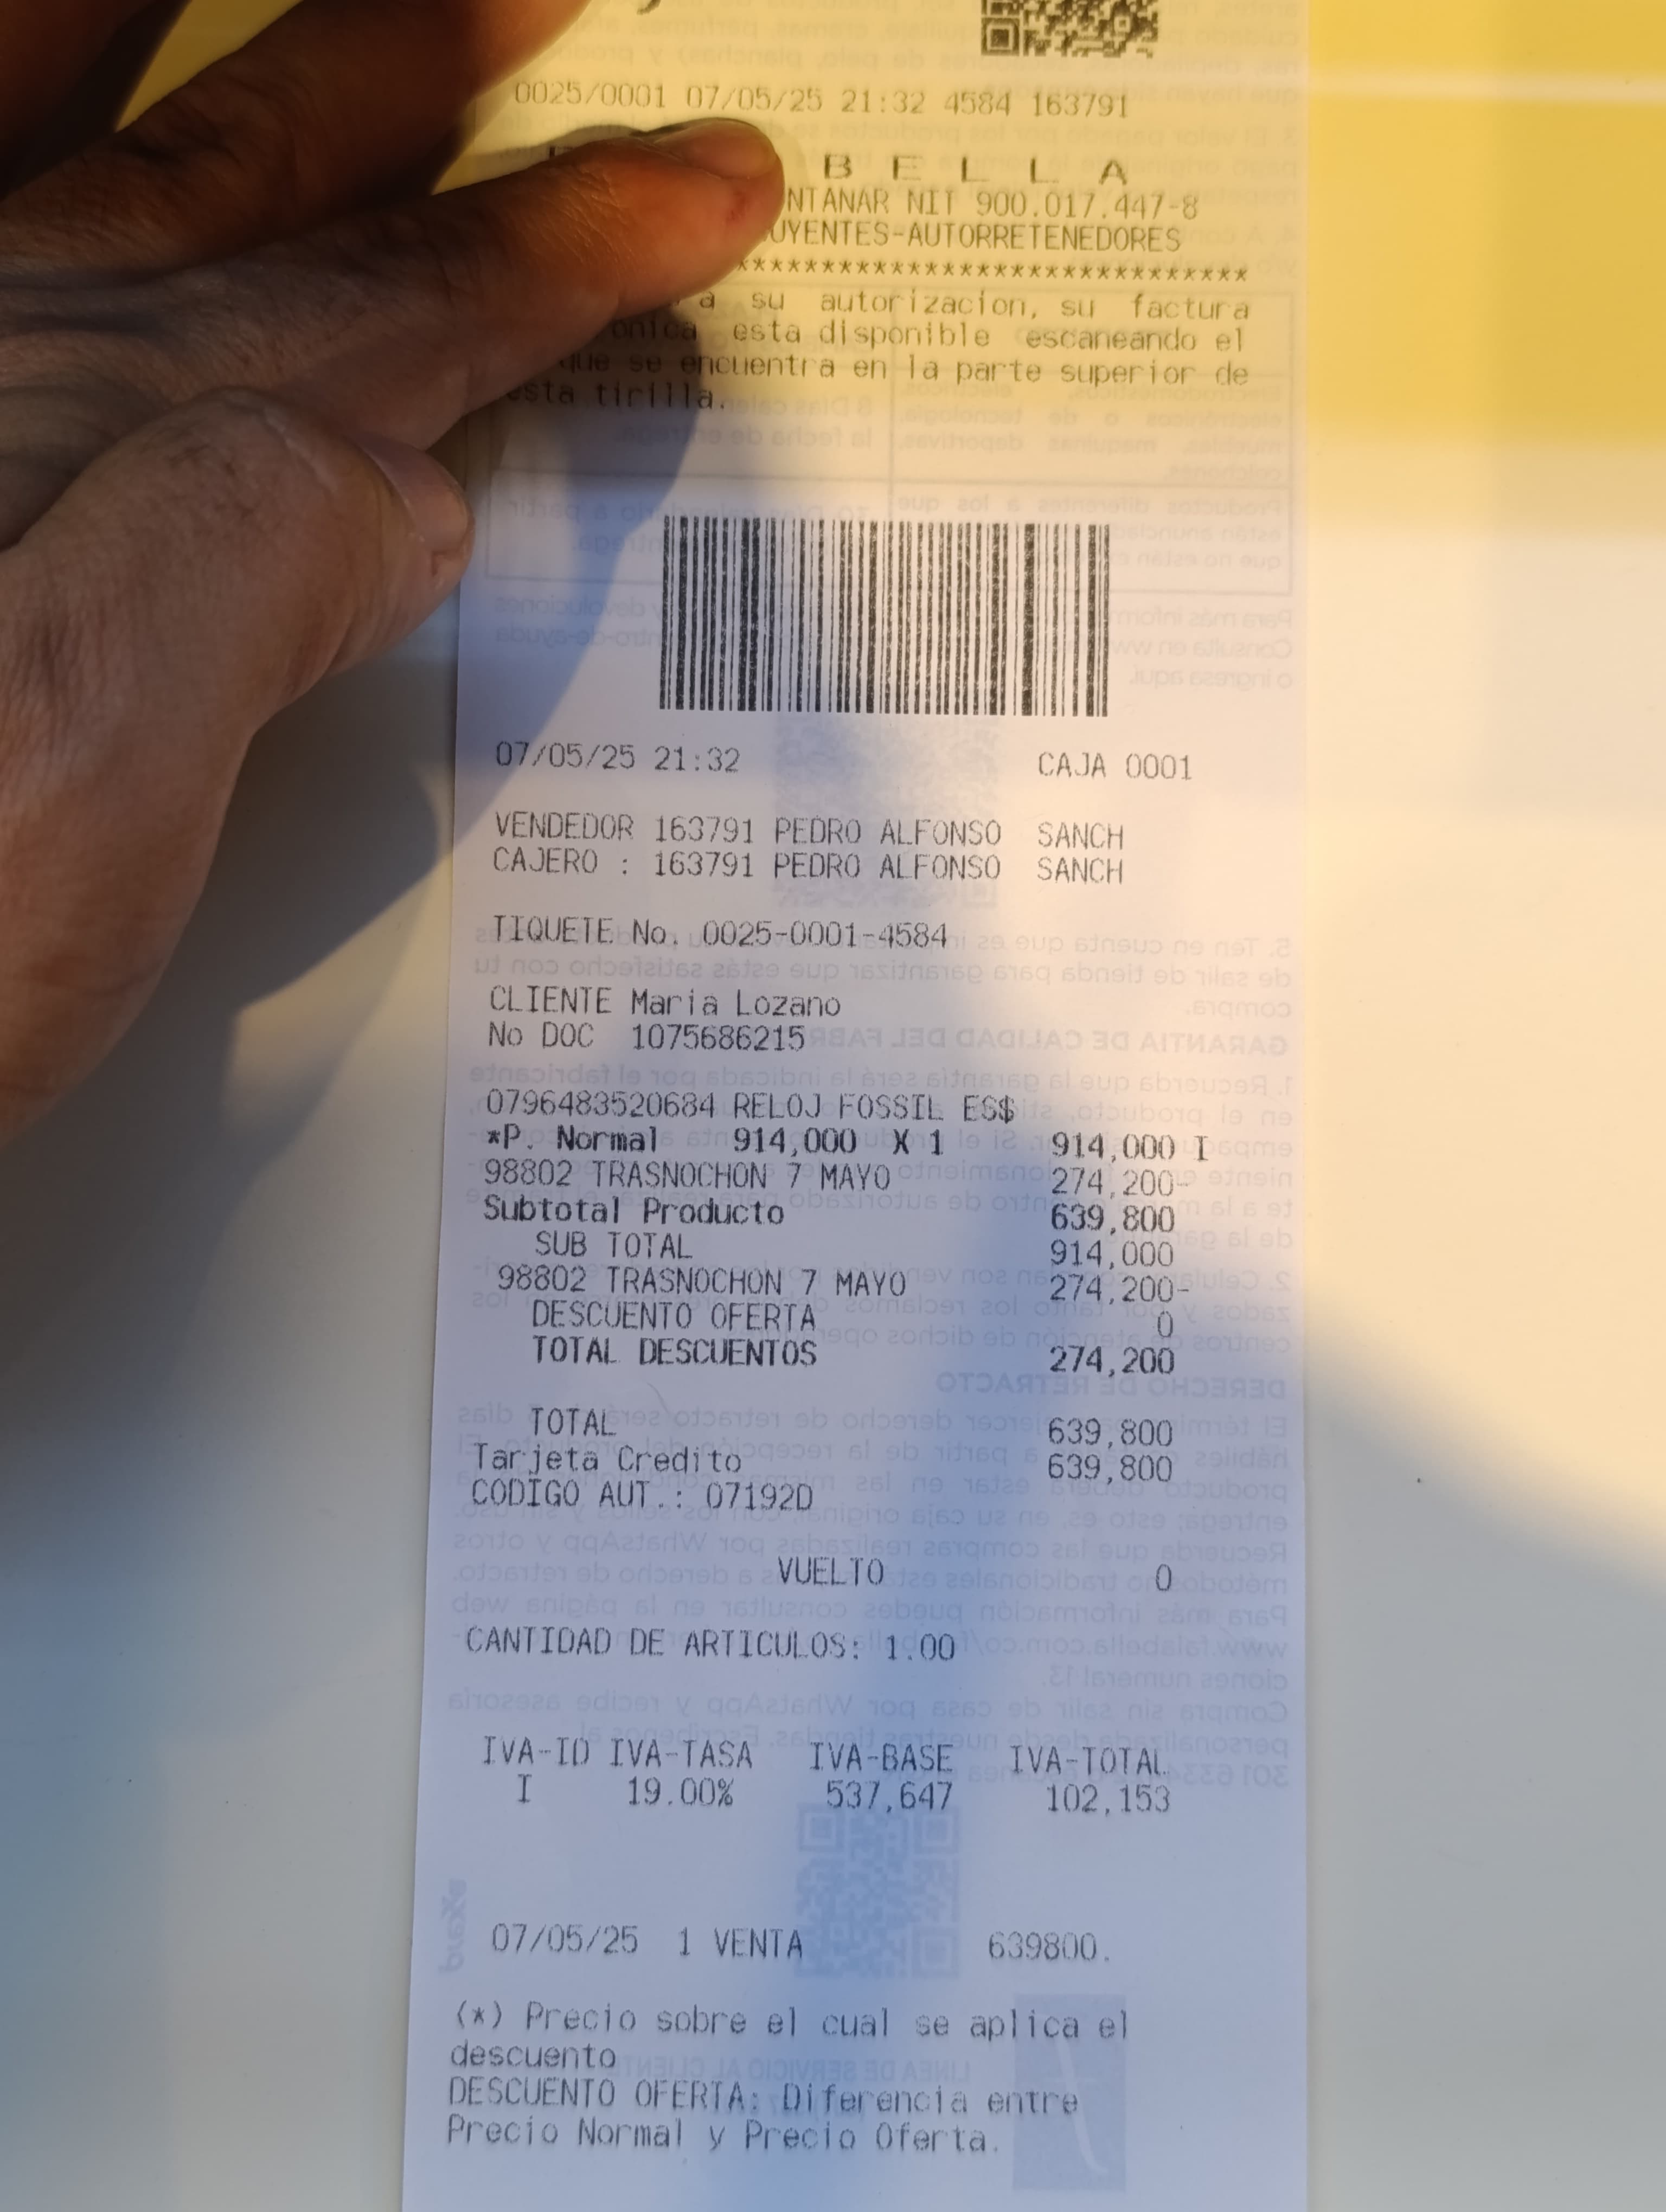 0025/0001 07/05/25 21:32 4584 163791
B E L L A
NTANAR NIT 900.017.447-8
UYENTES-AUTORRETENEDORES
******************************
a su autorizacion, su factura
onica esta disponible escaneando el
que se encuentra en la parte superior de
esta tirilla.
07/05/25 21:32 CAJA 0001
VENDEDOR 163791 PEDRO ALFONSO SANCH
CAJERO : 163791 PEDRO ALFONSO SANCH
TIQUETE No. 0025-0001-4584
CLIENTE Maria Lozano
No DOC 1075686215
0796483520684 RELOJ FOSSIL ES$
*P. Normal 914,000 X 1 914,000 I
98802 TRASNOCHON 7 MAYO 274,200-
Subtotal Producto 639,800
SUB TOTAL 914,000
98802 TRASNOCHON 7 MAYO 274,200-
DESCUENTO OFERTA 0
TOTAL DESCUENTOS 274,200
TOTAL 639,800
Tarjeta Credito 639,800
CODIGO AUT.: 07192D
VUELTO 0
CANTIDAD DE ARTICULOS: 1.00
IVA-ID IVA-TASA IVA-BASE IVA-TOTAL
I 19.00% 537,647 102,153
07/05/25 1 VENTA 639800.
(*) Precio sobre el cual se aplica el
descuento
DESCUENTO OFERTA: Diferencia entre
Precio Normal y Precio Oferta.